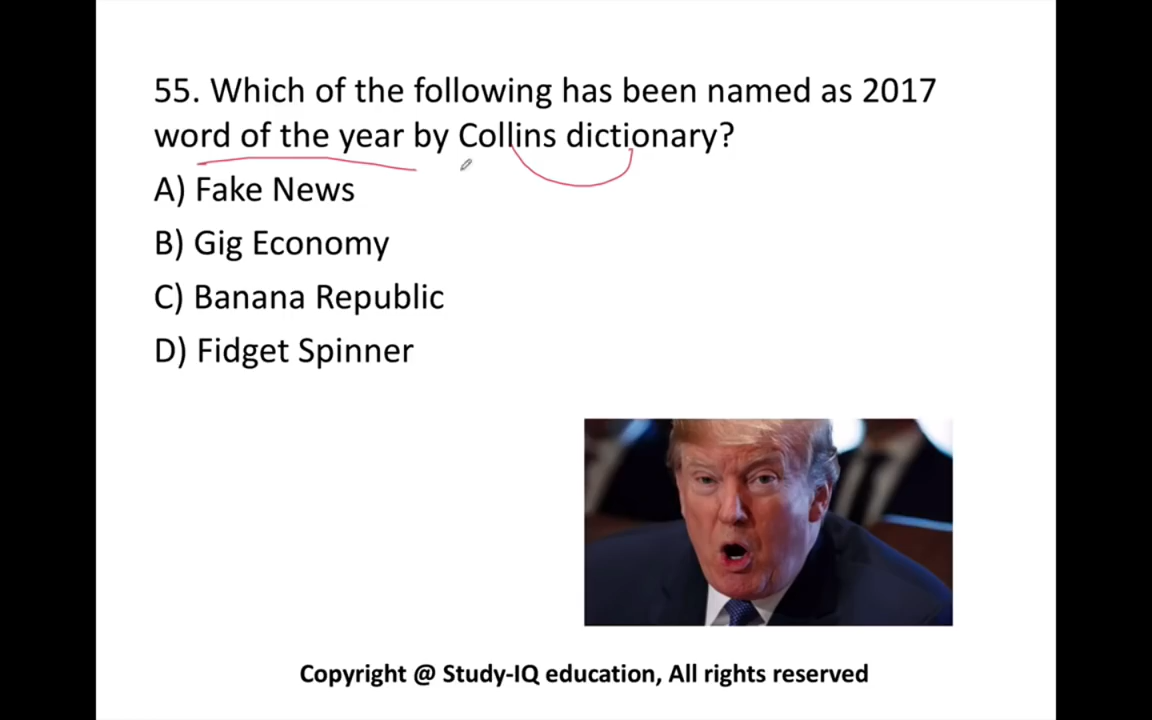 55. Which of the following has been named as 2017
word of the year by Collins dictionary?
A) Fake News
B) Gig Economy
C) Banana Republic
D) Fidget Spinner
Copyright @ Study-IQ education, All rights reserved